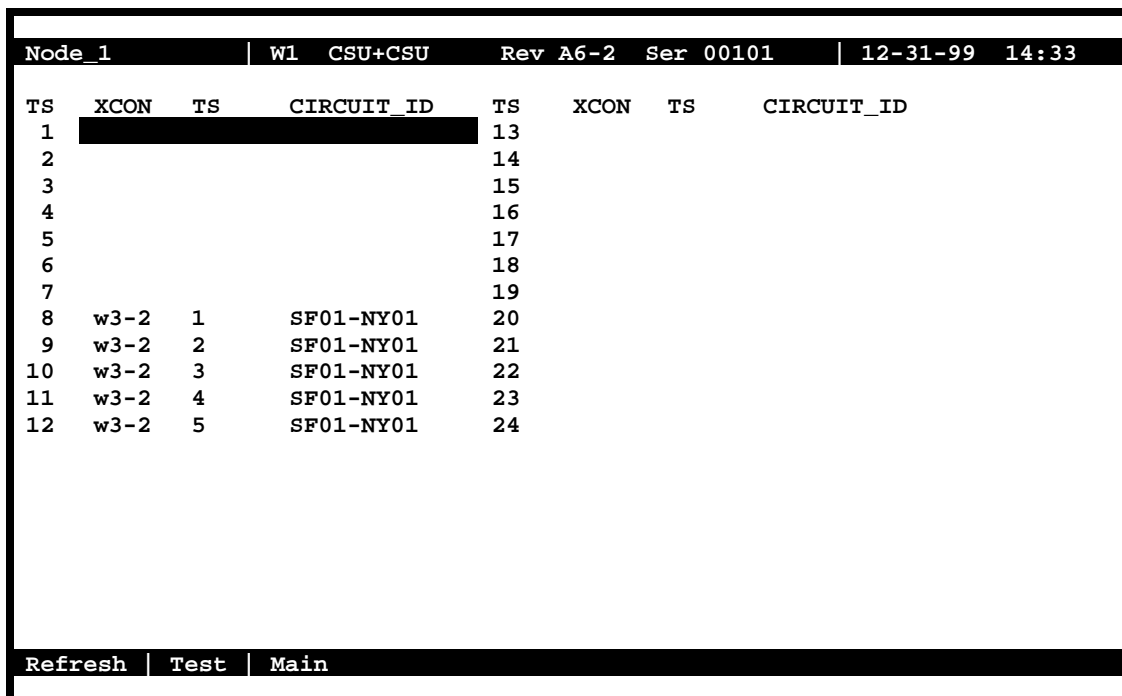 Node_1 | W1 CSU+CSU Rev A6-2 Ser 00101 | 12-31-99 14:33
TS XCON TS CIRCUIT_ID TS XCON TS CIRCUIT_ID
1 13
2 14
3 15
4 16
5 17
6 18
7 19
8 w3-2 1 SF01-NY01 20
9 w3-2 2 SF01-NY01 21
10 w3-2 3 SF01-NY01 22
11 w3-2 4 SF01-NY01 23
12 w3-2 5 SF01-NY01 24
Refresh | Test | Main